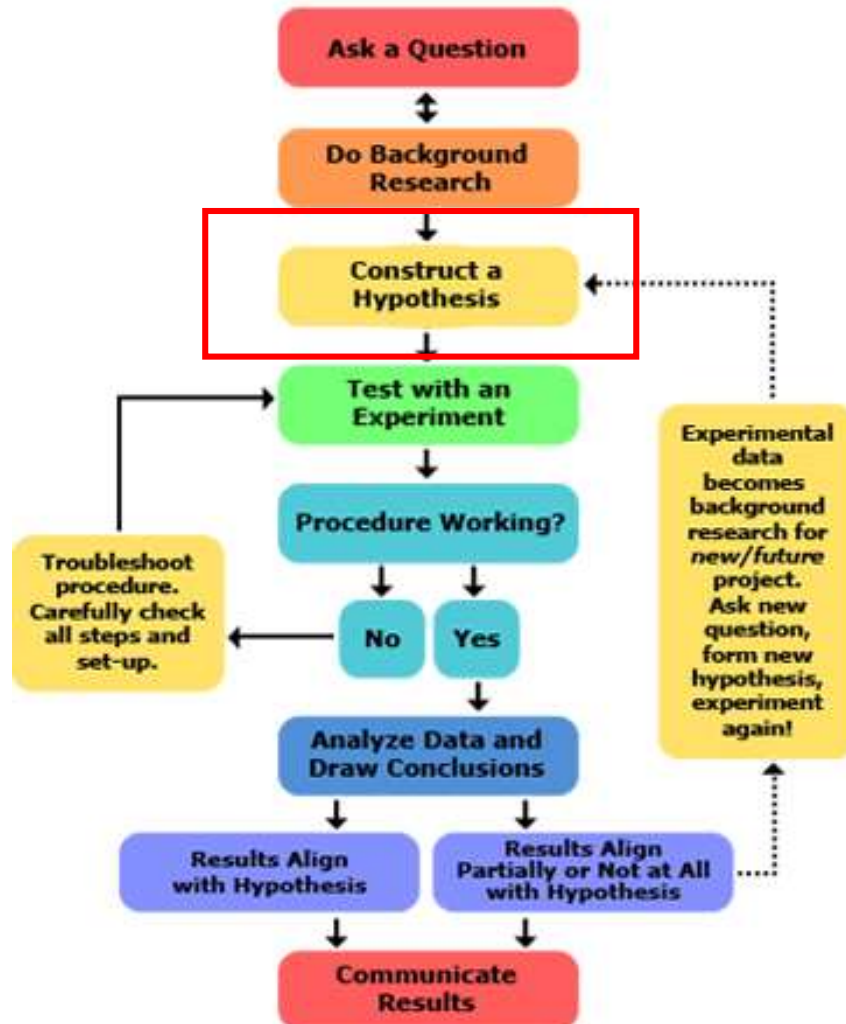 Ask a Question
Do Background
Research
Construct a
Hypothesis
Test with an
Experiment
Procedure Working?
No
Yes
Troubleshoot
procedure.
Carefully check
all steps and
set-up.
Experimental
data
becomes
background
research for
new/future
project.
Ask new
question,
form new
hypothesis,
experiment
again!
Analyze Data and
Draw Conclusions
Results Align
with Hypothesis
Results Align
Partially or Not at All
with Hypothesis
Communicate
Results